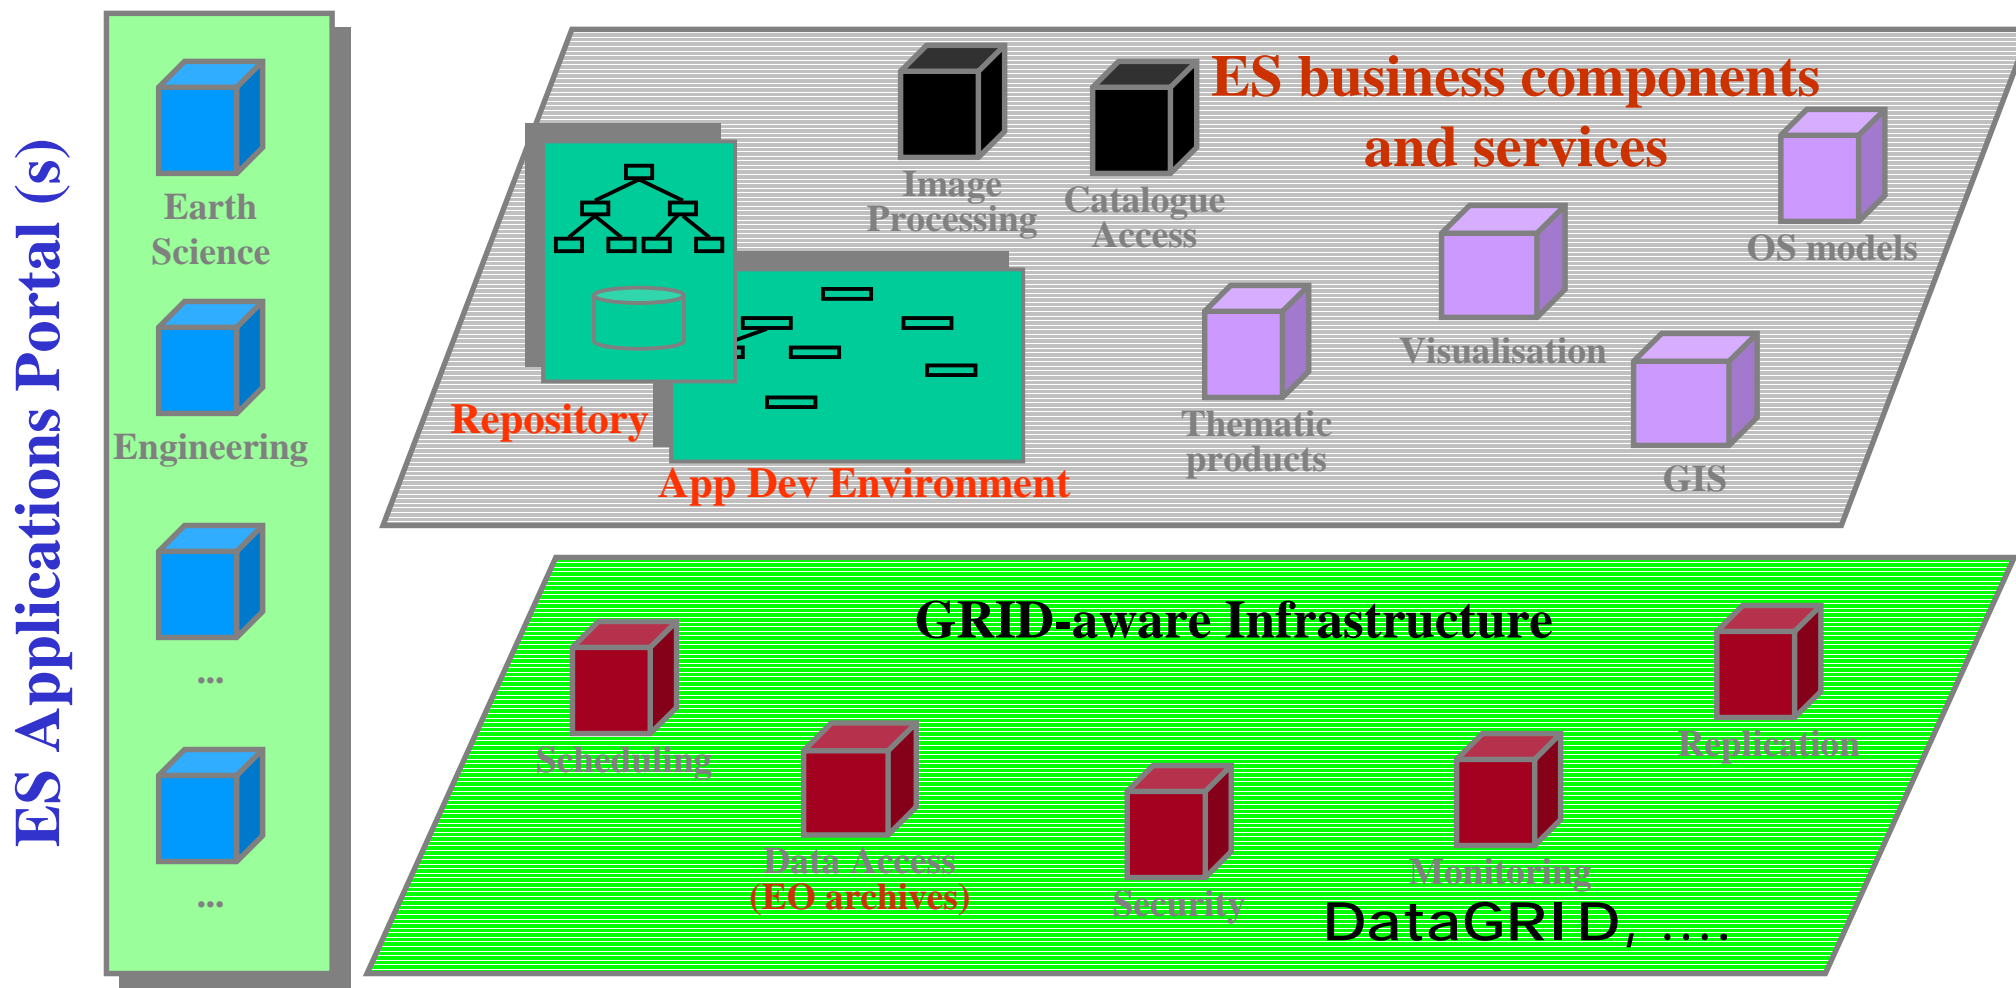 ES Applications Portal (s)
Earth
Science
Engineering
...
...
ES business components
and services
Image
Processing
Catalogue
Access
OS models
Visualisation
Thematic
products
GIS
Repository
App Dev Environment
GRID-aware Infrastructure
Scheduling
Replication
Data Access
(EO archives)
Security
Monitoring
DataGRID, ....